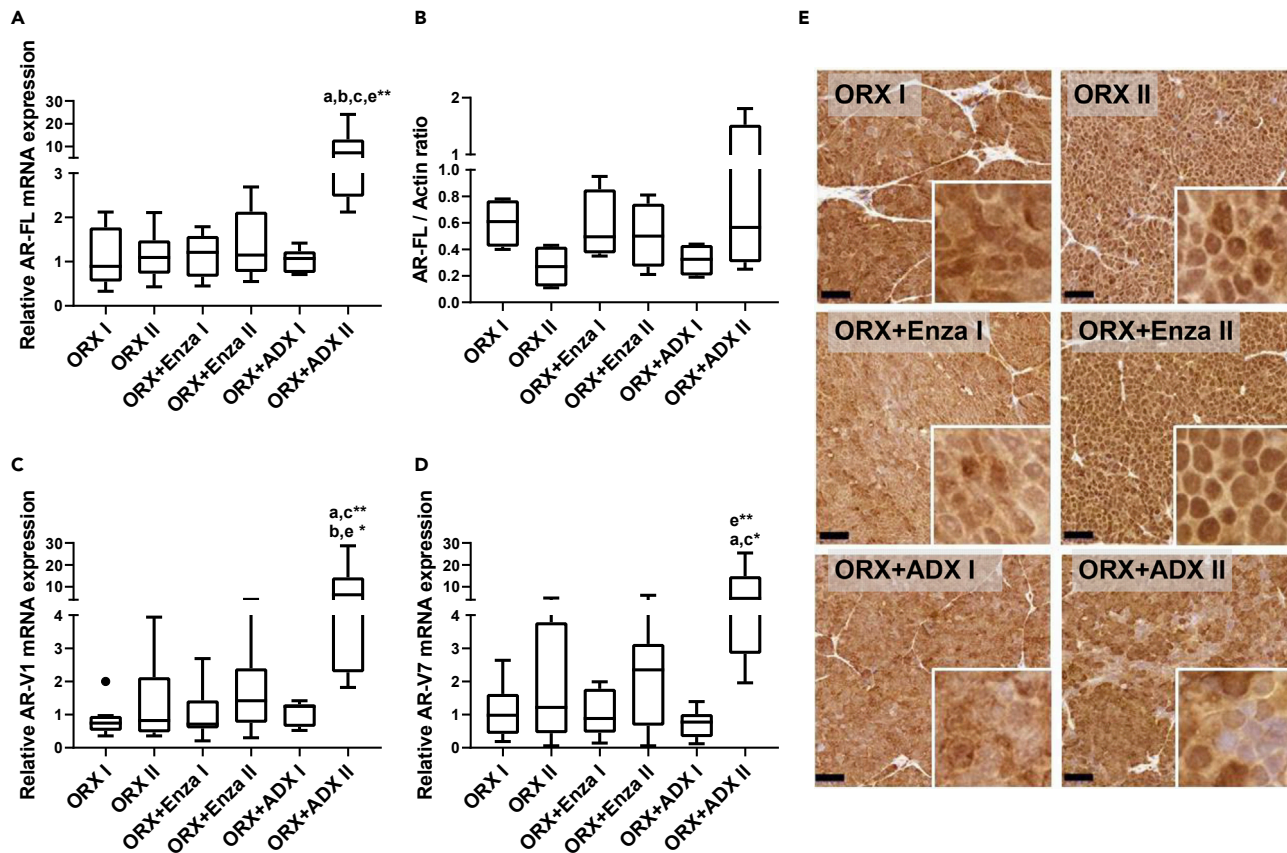 A
Relative AR-FL mRNA expression
30
20
10
3
2
1
0
a,b,c,e**
ORX I
ORX II
ORX+Enza I
ORX+Enza II
ORX+ADX I
ORX+ADX II
B
AR-FL / Actin ratio
2
1
0.8
0.6
0.4
0.2
0.0
ORX I
ORX II
ORX+Enza I
ORX+Enza II
ORX+ADX I
ORX+ADX II
C
Relative AR-V1 mRNA expression
30
20
10
4
3
2
1
0
a,c**
b,e *
ORX I
ORX II
ORX+Enza I
ORX+Enza II
ORX+ADX I
ORX+ADX II
D
Relative AR-V7 mRNA expression
30
20
10
4
3
2
1
0
e**
a,c*
ORX I
ORX II
ORX+Enza I
ORX+Enza II
ORX+ADX I
ORX+ADX II
E
ORX I
ORX II
ORX+Enza I
ORX+Enza II
ORX+ADX I
ORX+ADX II